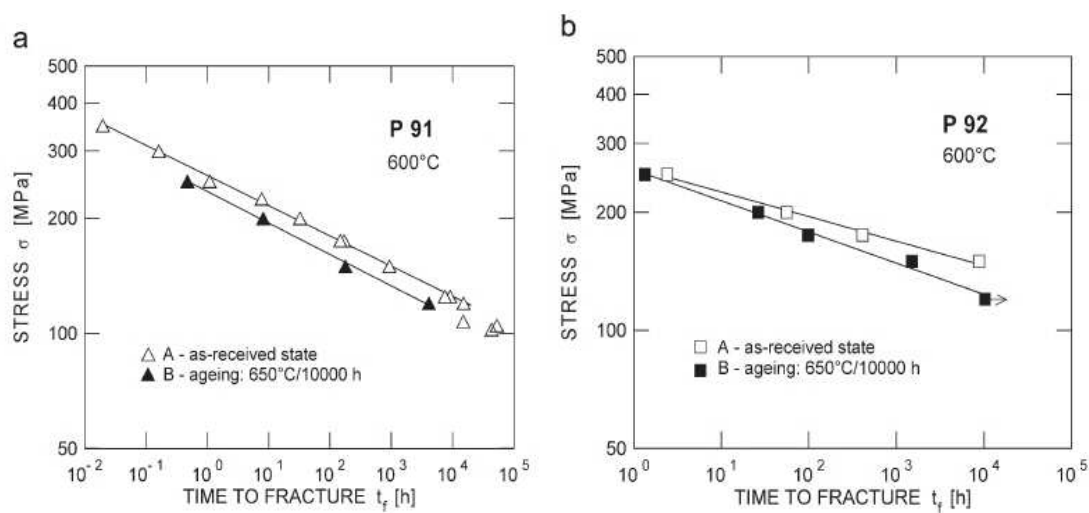 a
500
400
300
200
100
50
STRESS σ [MPa]
P 91
600°C
△ A - as-received state
▲ B - ageing: 650°C/10000 h
10⁻² 10⁻¹ 10⁰ 10¹ 10² 10³ 10⁴ 10⁵
TIME TO FRACTURE t_f [h]
b
500
400
300
200
100
50
STRESS σ [MPa]
P 92
600°C
□ A - as-received state
■ B - ageing: 650°C/10000 h
10⁰ 10¹ 10² 10³ 10⁴ 10⁵
TIME TO FRACTURE t_f [h]